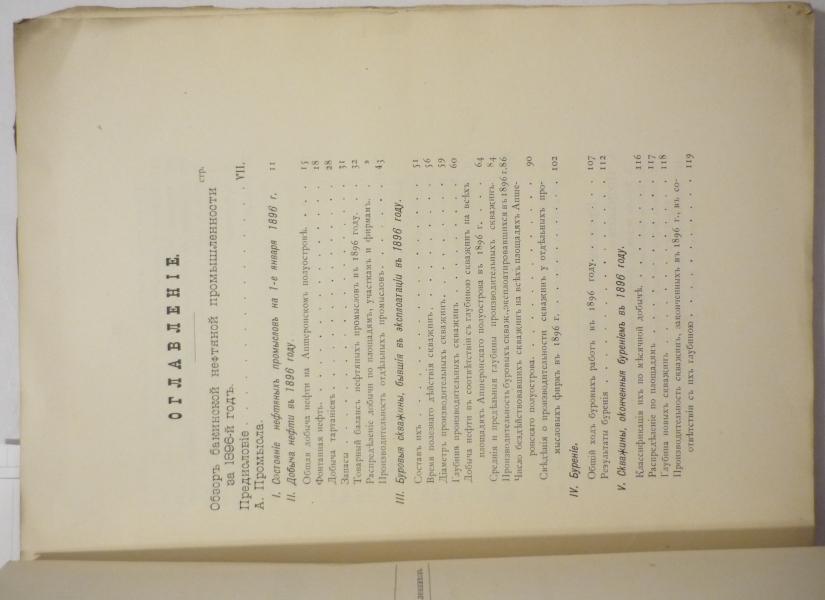 ОГЛАВЛЕНІЕ.
стр.
Обзоръ бакинской нефтяной промышленности
за 1896-й годъ.
Предисловіе . . . . . . . . . . VII.
А. Промысла.
I. Состояніе нефтяныхъ промысловъ на 1-е января 1896 г. 11
II. Добыча нефти въ 1896 году.
Общая добыча нефти на Апшеронскомъ полуостровѣ. . . . 15
Фонтанная нефть. . . . . . . . . . 18
Добыча тартаніемъ . . . . . . . . . . 28
Запасы . . . . . . . . . . 31
Товарный балансъ нефтяныхъ промысловъ въ 1896 году. . . . 32
Распредѣленіе добычи по площадямъ, участкамъ и фирмамъ. . . »
Производительность отдѣльныхъ промысловъ. . . . . . . 43
III. Буровыя скважины, бывшія въ эксплоатаціи въ 1896 году.
Составъ ихъ . . . . . . . . . . 51
Время полезнаго дѣйствія скважинъ. . . . . . . . . . 56
Діаметръ производительныхъ скважинъ. . . . . . . . . . 59
Глубина производительныхъ скважинъ . . . . . . . . . . 60
Добыча нефти въ соотвѣтствіи съ глубиною скважинъ на всѣхъ
площадяхъ Апшеронскаго полуострова въ 1896 г. . . . . 64
Средняя и предѣльная глубины производительныхъ скважинъ. 84
Производительность буровыхъ скваж., эксплоатировавшихся въ 1896 г. 86
Число бездѣйствовавшихъ скважинъ на всѣхъ площадяхъ Апше-
ронскаго полуострова. . . . . . . . . . 90
Свѣдѣнія о производительности скважинъ у отдѣльныхъ про-
мысловыхъ фирмъ въ 1896 г. . . . . . . . . . 102
IV. Буреніе.
Общій ходъ буровыхъ работъ въ 1896 году. . . . . . . . 107
Результаты буренія . . . . . . . . . . 112
V. Скважины, оконченныя буреніемъ въ 1896 году.
Классификація ихъ по мѣсячной добычѣ. . . . . . . . . . 116
Распредѣленіе по площадямъ . . . . . . . . . . 117
Глубина новыхъ скважинъ . . . . . . . . . . 118
Производительность скважинъ, законченныхъ въ 1896 г., въ со-
отвѣтствіи съ ихъ глубиною . . . . . . . . . . 119